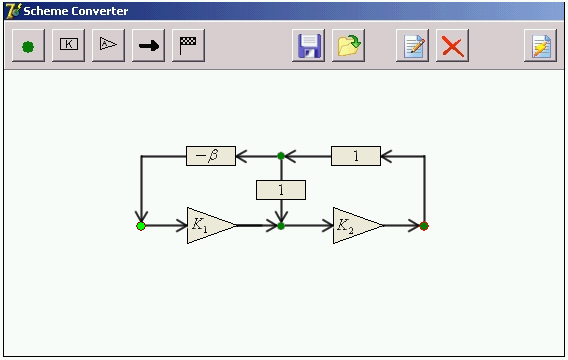 Scheme Converter
K A
−β 1
1
K₁ K₂